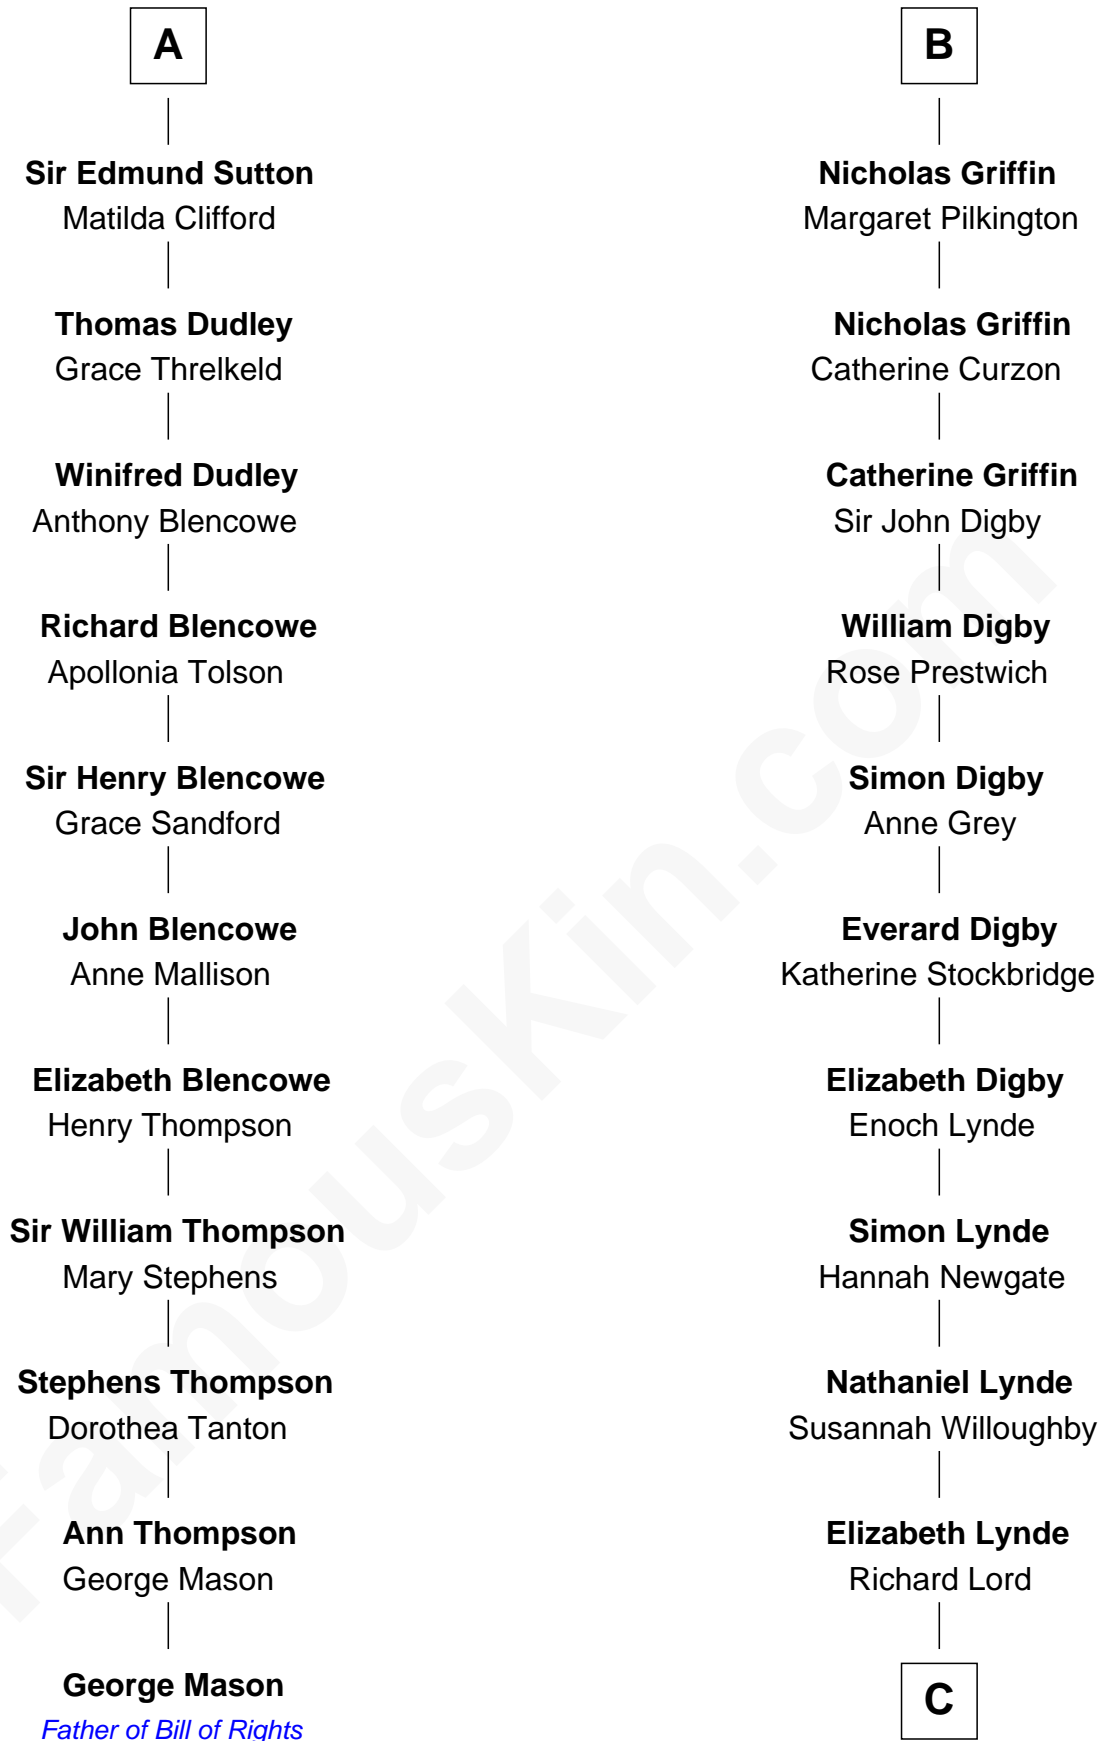 A
Sir Edmund Sutton
Matilda Clifford
Thomas Dudley
Grace Threlkeld
Winifred Dudley
Anthony Blencowe
Richard Blencowe
Apollonia Tolson
Sir Henry Blencowe
Grace Sandford
John Blencowe
Anne Mallison
Elizabeth Blencowe
Henry Thompson
Sir William Thompson
Mary Stephens
Stephens Thompson
Dorothea Tanton
Ann Thompson
George Mason
George Mason
Father of Bill of Rights
B
Nicholas Griffin
Margaret Pilkington
Nicholas Griffin
Catherine Curzon
Catherine Griffin
Sir John Digby
William Digby
Rose Prestwich
Simon Digby
Anne Grey
Everard Digby
Katherine Stockbridge
Elizabeth Digby
Enoch Lynde
Simon Lynde
Hannah Newgate
Nathaniel Lynde
Susannah Willoughby
Elizabeth Lynde
Richard Lord
C
FamousKin.com